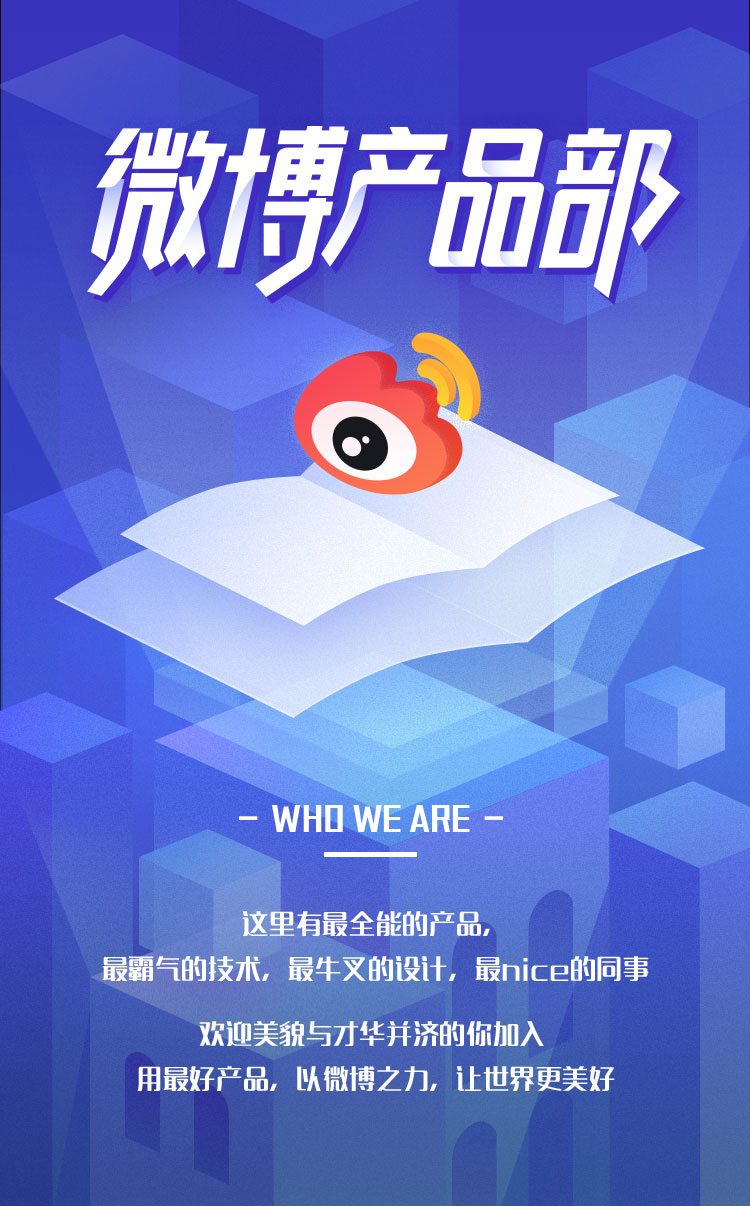 微博产品部
- WHO WE ARE -
这里有最全能的产品，
最霸气的技术，最牛叉的设计，最nice的同事
欢迎美貌与才华并济的你加入
用最好产品，以微博之力，让世界更美好